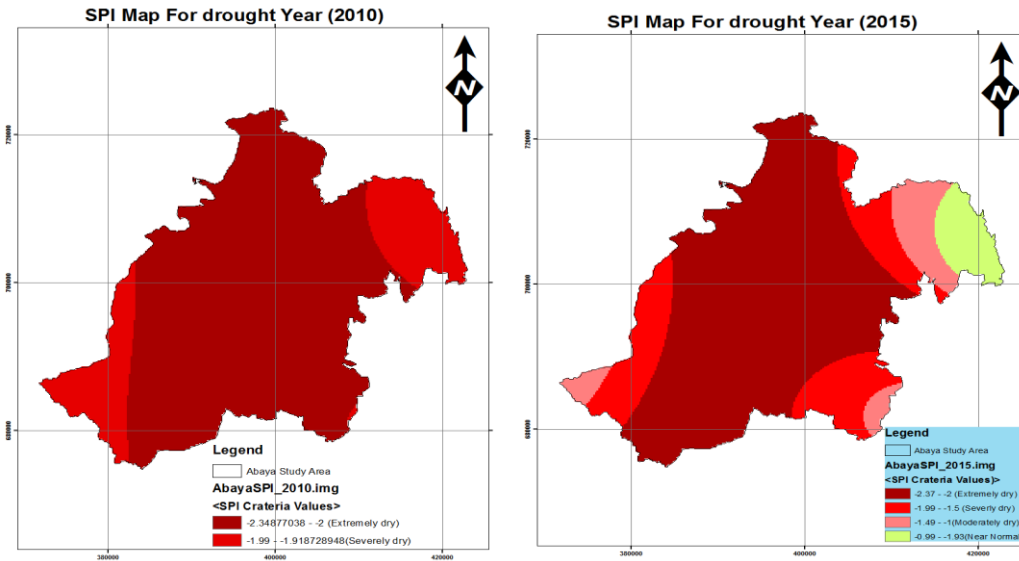 SPI Map For drought Year (2010)
N
720000
700000
680000
380000
400000
420000
Legend
Abaya Study Area
AbayaSPI_2010.img
<SPI Crateria Values>
-2.34877038 - -2 (Extremely dry)
-1.99 - -1.918728948(Severely dry)
SPI Map For drought Year (2015)
N
720000
700000
680000
380000
400000
420000
Legend
Abaya Study Area
AbayaSPI_2015.img
<SPI Crateria Values)>
-2.37 - -2 (Extremely dry)
-1.99 - -1.5 (Severly dry)
-1.49 - -1(Moderately dry)
-0.99 - -1.93(Near Normal)